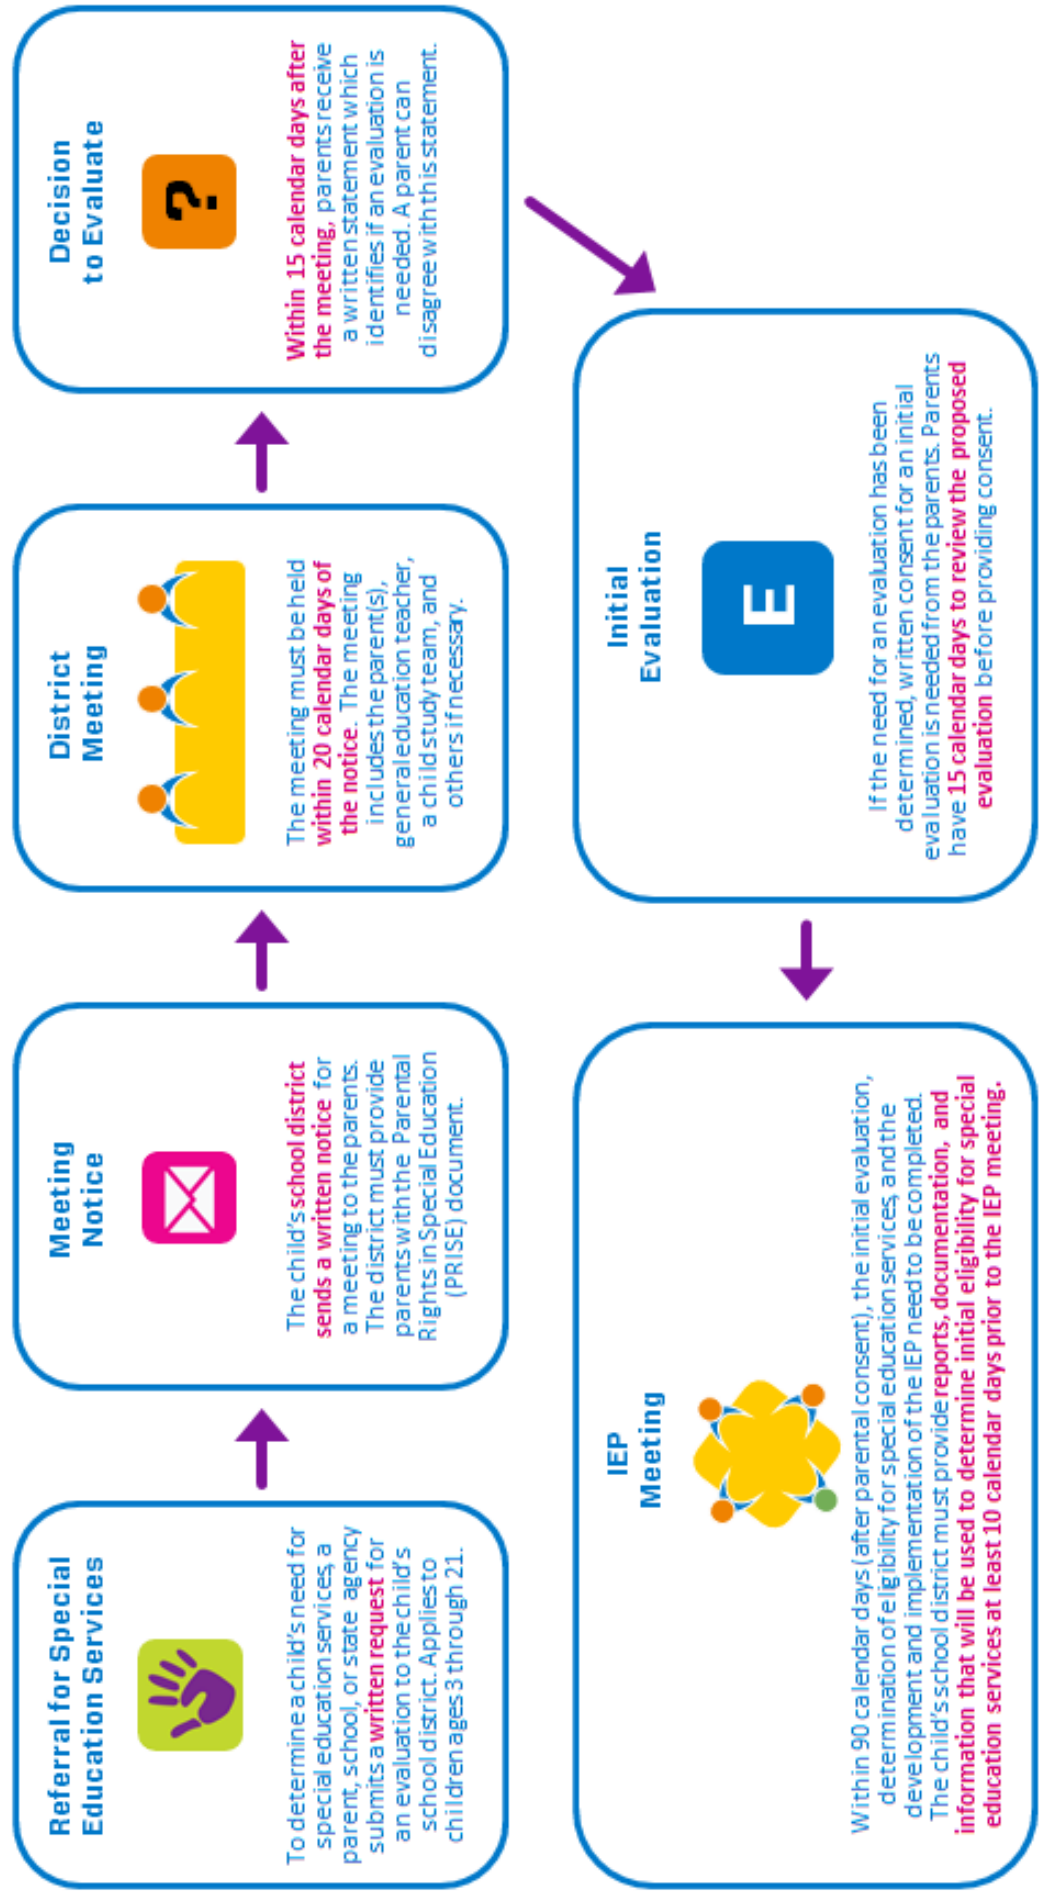 Referral for Special
Education Services
To determine a child's need for
special education services, a
parent, school, or state agency
submits a written request for
an evaluation to the child's
school district. Applies to
children ages 3 through 21.
Meeting
Notice
The child's school district
sends a written notice for
a meeting to the parents.
The district must provide
parents with the Parental
Rights in Special Education
(PRISE) document.
District
Meeting
The meeting must be held
within 20 calendar days of
the notice. The meeting
includes the parent(s),
general education teacher,
a child study team, and
others if necessary.
Decision
to Evaluate
?
Within 15 calendar days after
the meeting, parents receive
a written statement which
identifies if an evaluation is
needed. A parent can
disagree with this statement.
Initial
Evaluation
E
If the need for an evaluation has been
determined, written consent for an initial
evaluation is needed from the parents. Parents
have 15 calendar days to review the proposed
evaluation before providing consent.
IEP
Meeting
Within 90 calendar days (after parental consent), the initial evaluation,
determination of eligibility for special education services, and the
development and implementation of the IEP need to be completed.
The child's school district must provide reports, documentation, and
information that will be used to determine initial eligibility for special
education services at least 10 calendar days prior to the IEP meeting.